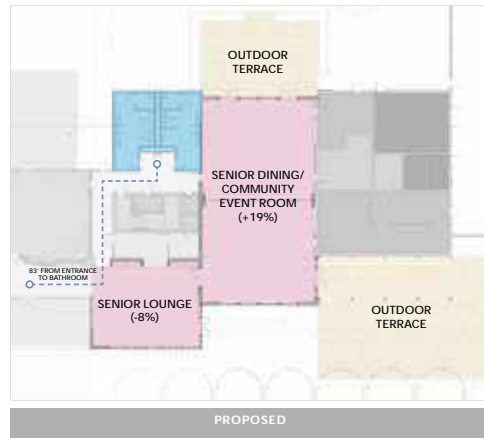 OUTDOOR
TERRACE
SENIOR DINING/
COMMUNITY
EVENT ROOM
(+19%)
83' FROM ENTRANCE
TO BATHROOM
SENIOR LOUNGE
(-8%)
OUTDOOR
TERRACE
PROPOSED